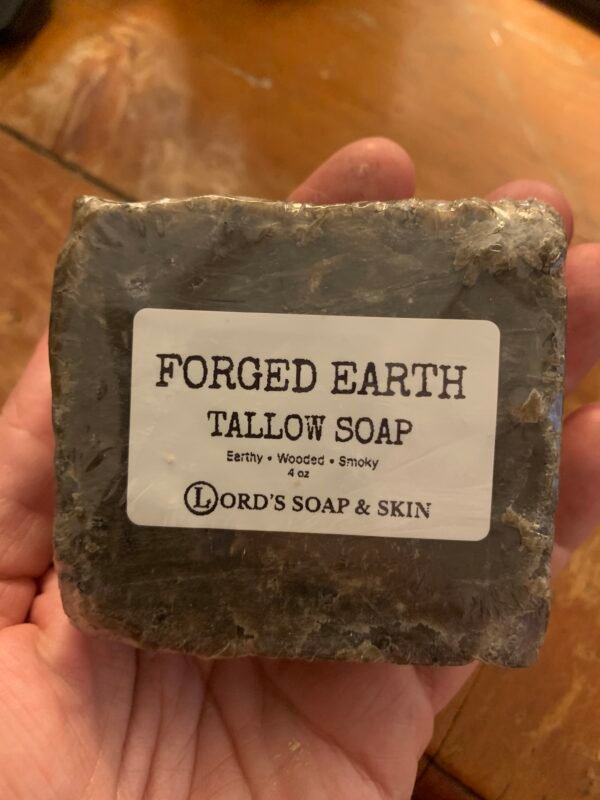 FORGED EARTH
TALLOW SOAP
Earthy • Wooded • Smoky
4 oz
LORD'S SOAP & SKIN